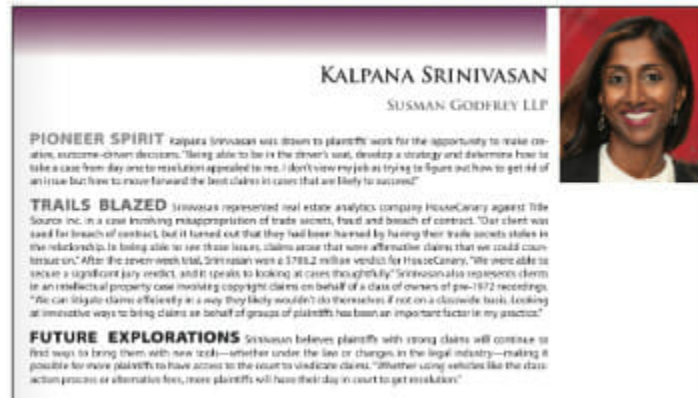 KALPANA SRINIVASAN
SUSMAN GODFREY LLP
PIONEER SPIRIT Kalpana Srinivasan was drawn to plaintiffs' work for the opportunity to make cre-
ative, outcome-driven decisions. "Being able to be in the driver's seat, develop a strategy and determine how to
take a case from day one to resolution appealed to me. I don't view my job as trying to figure out how to get rid of
an issue but how to move forward the best claims in cases that are likely to succeed."
TRAILS BLAZED Srinivasan represented real estate analytics company HouseCanary against Title
Source Inc. in a case involving misappropriation of trade secrets, fraud and breach of contract. "Our client was
sued for breach of contract, but it turned out that they had been harmed by having their trade secrets stolen in
the relationship. In being able to see those issues, claims arose that were affirmative claims that we could coun-
tersue on." After the seven-week trial, Srinivasan won a $706.2 million verdict for HouseCanary. "We were able to
secure a significant jury verdict, and it speaks to looking at cases thoughtfully." Srinivasan also represents clients
in an intellectual property case involving copyright claims on behalf of a class of owners of pre-1972 recordings.
"We can litigate claims efficiently in a way they likely wouldn't do themselves if not on a classwide basis. Looking
at innovative ways to bring claims on behalf of groups of plaintiffs has been an important factor in my practice."
FUTURE EXPLORATIONS Srinivasan believes plaintiffs with strong claims will continue to
find ways to bring them with new tools—whether under the law or changes in the legal industry—making it
possible for more plaintiffs to have access to the court to vindicate claims. "Whether using vehicles like the class
action process or alternative fees, more plaintiffs will have their day in court to get resolution."